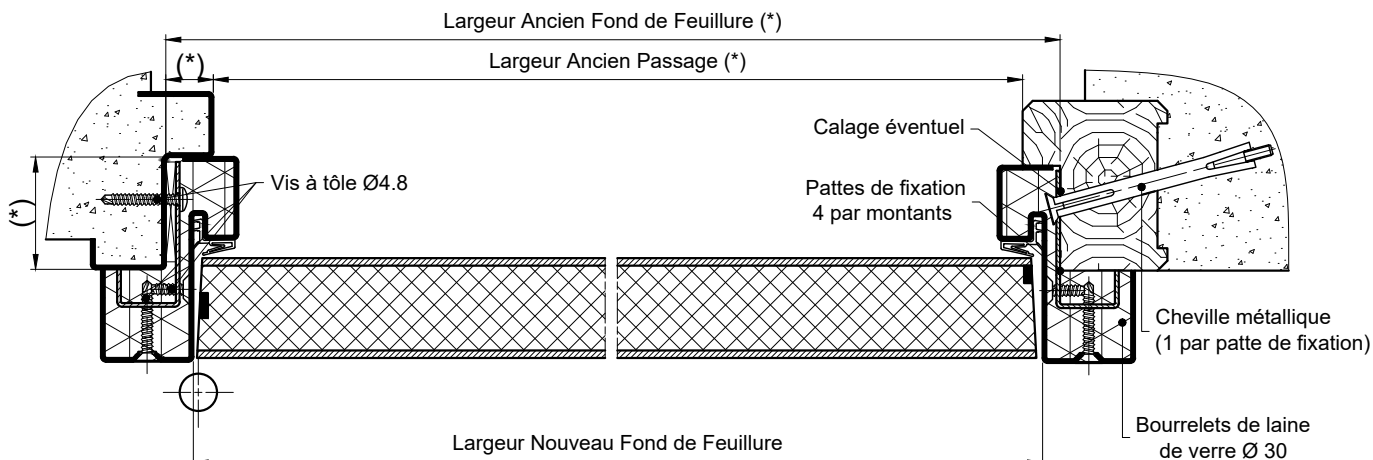 Largeur Ancien Fond de Feuillure (*)
(*)
Largeur Ancien Passage (*)
Calage éventuel
Vis à tôle Ø4.8
Pattes de fixation
4 par montants
(*)
Cheville métallique
(1 par patte de fixation)
Bourrelets de laine
de verre Ø 30
Largeur Nouveau Fond de Feuillure